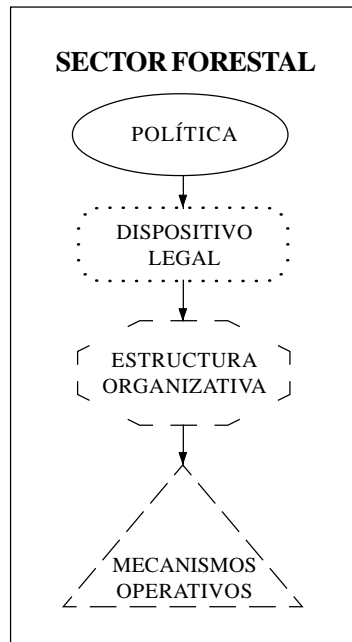 SECTOR FORESTAL
POLÍTICA
DISPOSITIVO
LEGAL
ESTRUCTURA
ORGANIZATIVA
MECANISMOS
OPERATIVOS